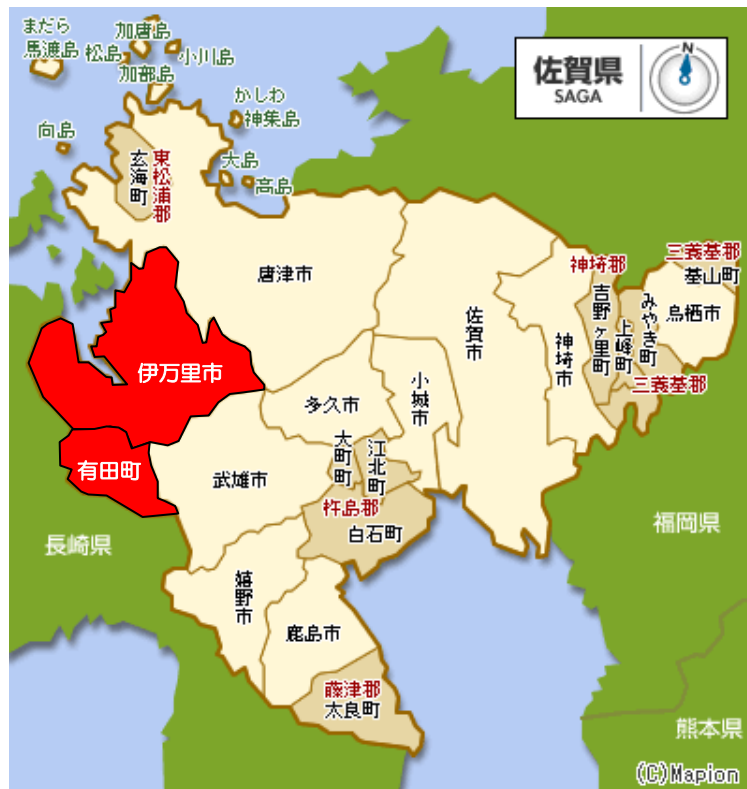 まだら
馬渡島
松島
加唐島
加部島
小川島
かしわ
神集島
向島
大島
高島
佐賀県
SAGA
N
玄海町
東松浦郡
唐津市
伊万里市
有田町
武雄市
多久市
小城市
佐賀市
神埼市
神埼郡
吉野ヶ里町
上峰町
みやき町
三養基郡
基山町
鳥栖市
三養基郡
大町町
江北町
杵島郡
白石町
嬉野市
鹿島市
藤津郡
太良町
長崎県
福岡県
熊本県
(C)Mapion